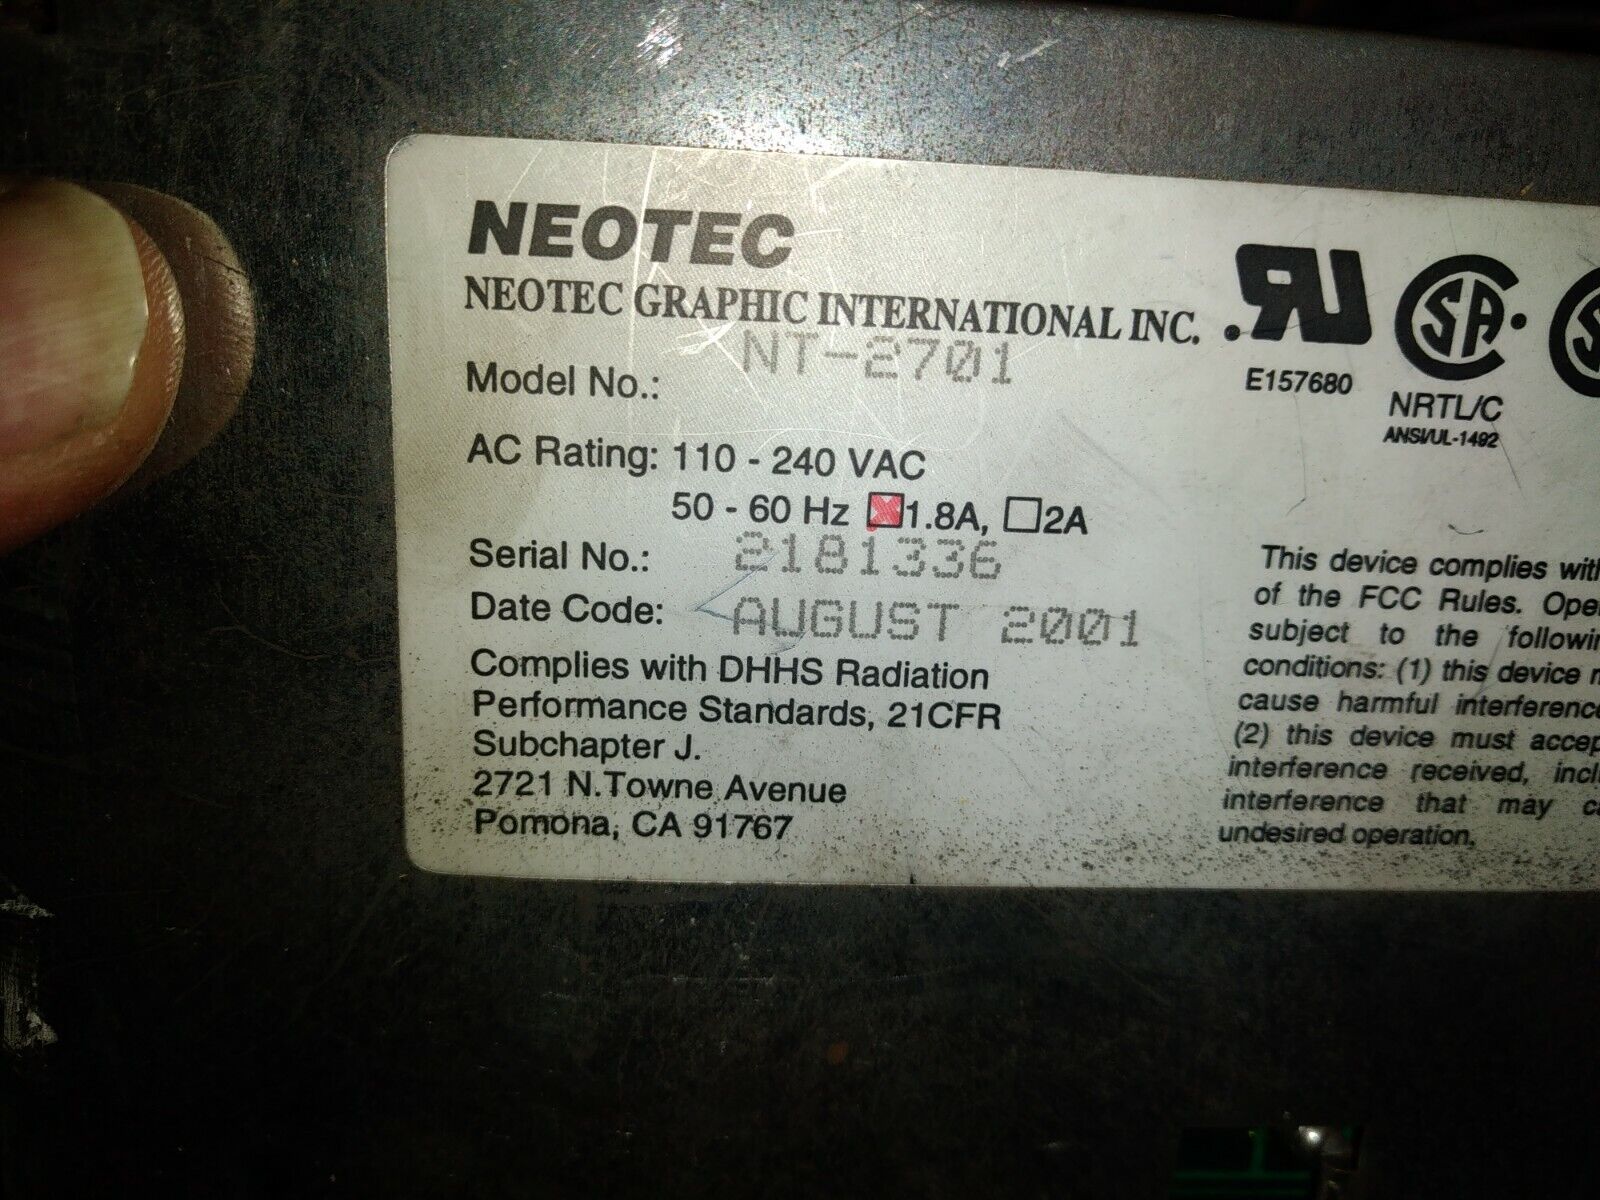 NEOTEC
NEOTEC GRAPHIC INTERNATIONAL INC.
Model No.: NT-2701
AC Rating: 110 - 240 VAC
50 - 60 Hz 1.8A, 2A
Serial No.: 2181336
Date Code: AUGUST 2001
Complies with DHHS Radiation
Performance Standards, 21CFR
Subchapter J.
2721 N.Towne Avenue
Pomona, CA 91767
RU
E157680
SA
NRTL/C
ANSI/UL-1492
This device complies
of the FCC Rules.
subject to the
conditions: (1) this device
cause harmful
(2) this device must
interference received,
interference that may
undesired operation.